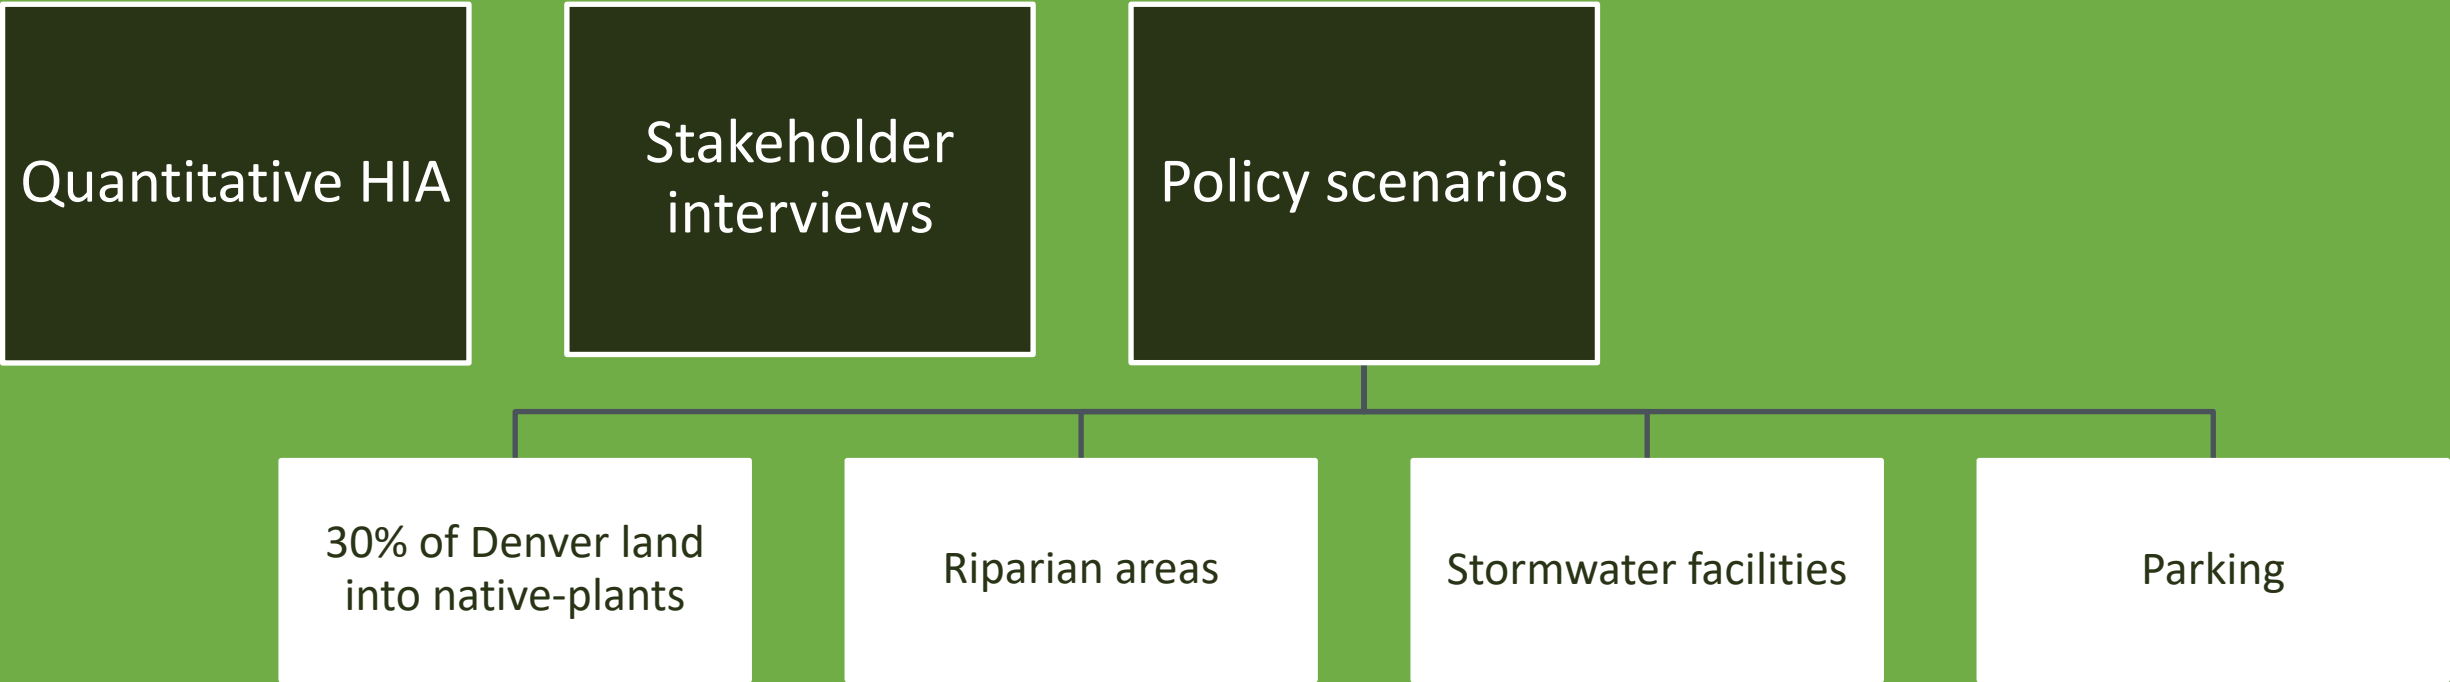 Quantitative HIA
Stakeholder
interviews
Policy scenarios
30% of Denver land
into native-plants
Riparian areas
Stormwater facilities
Parking